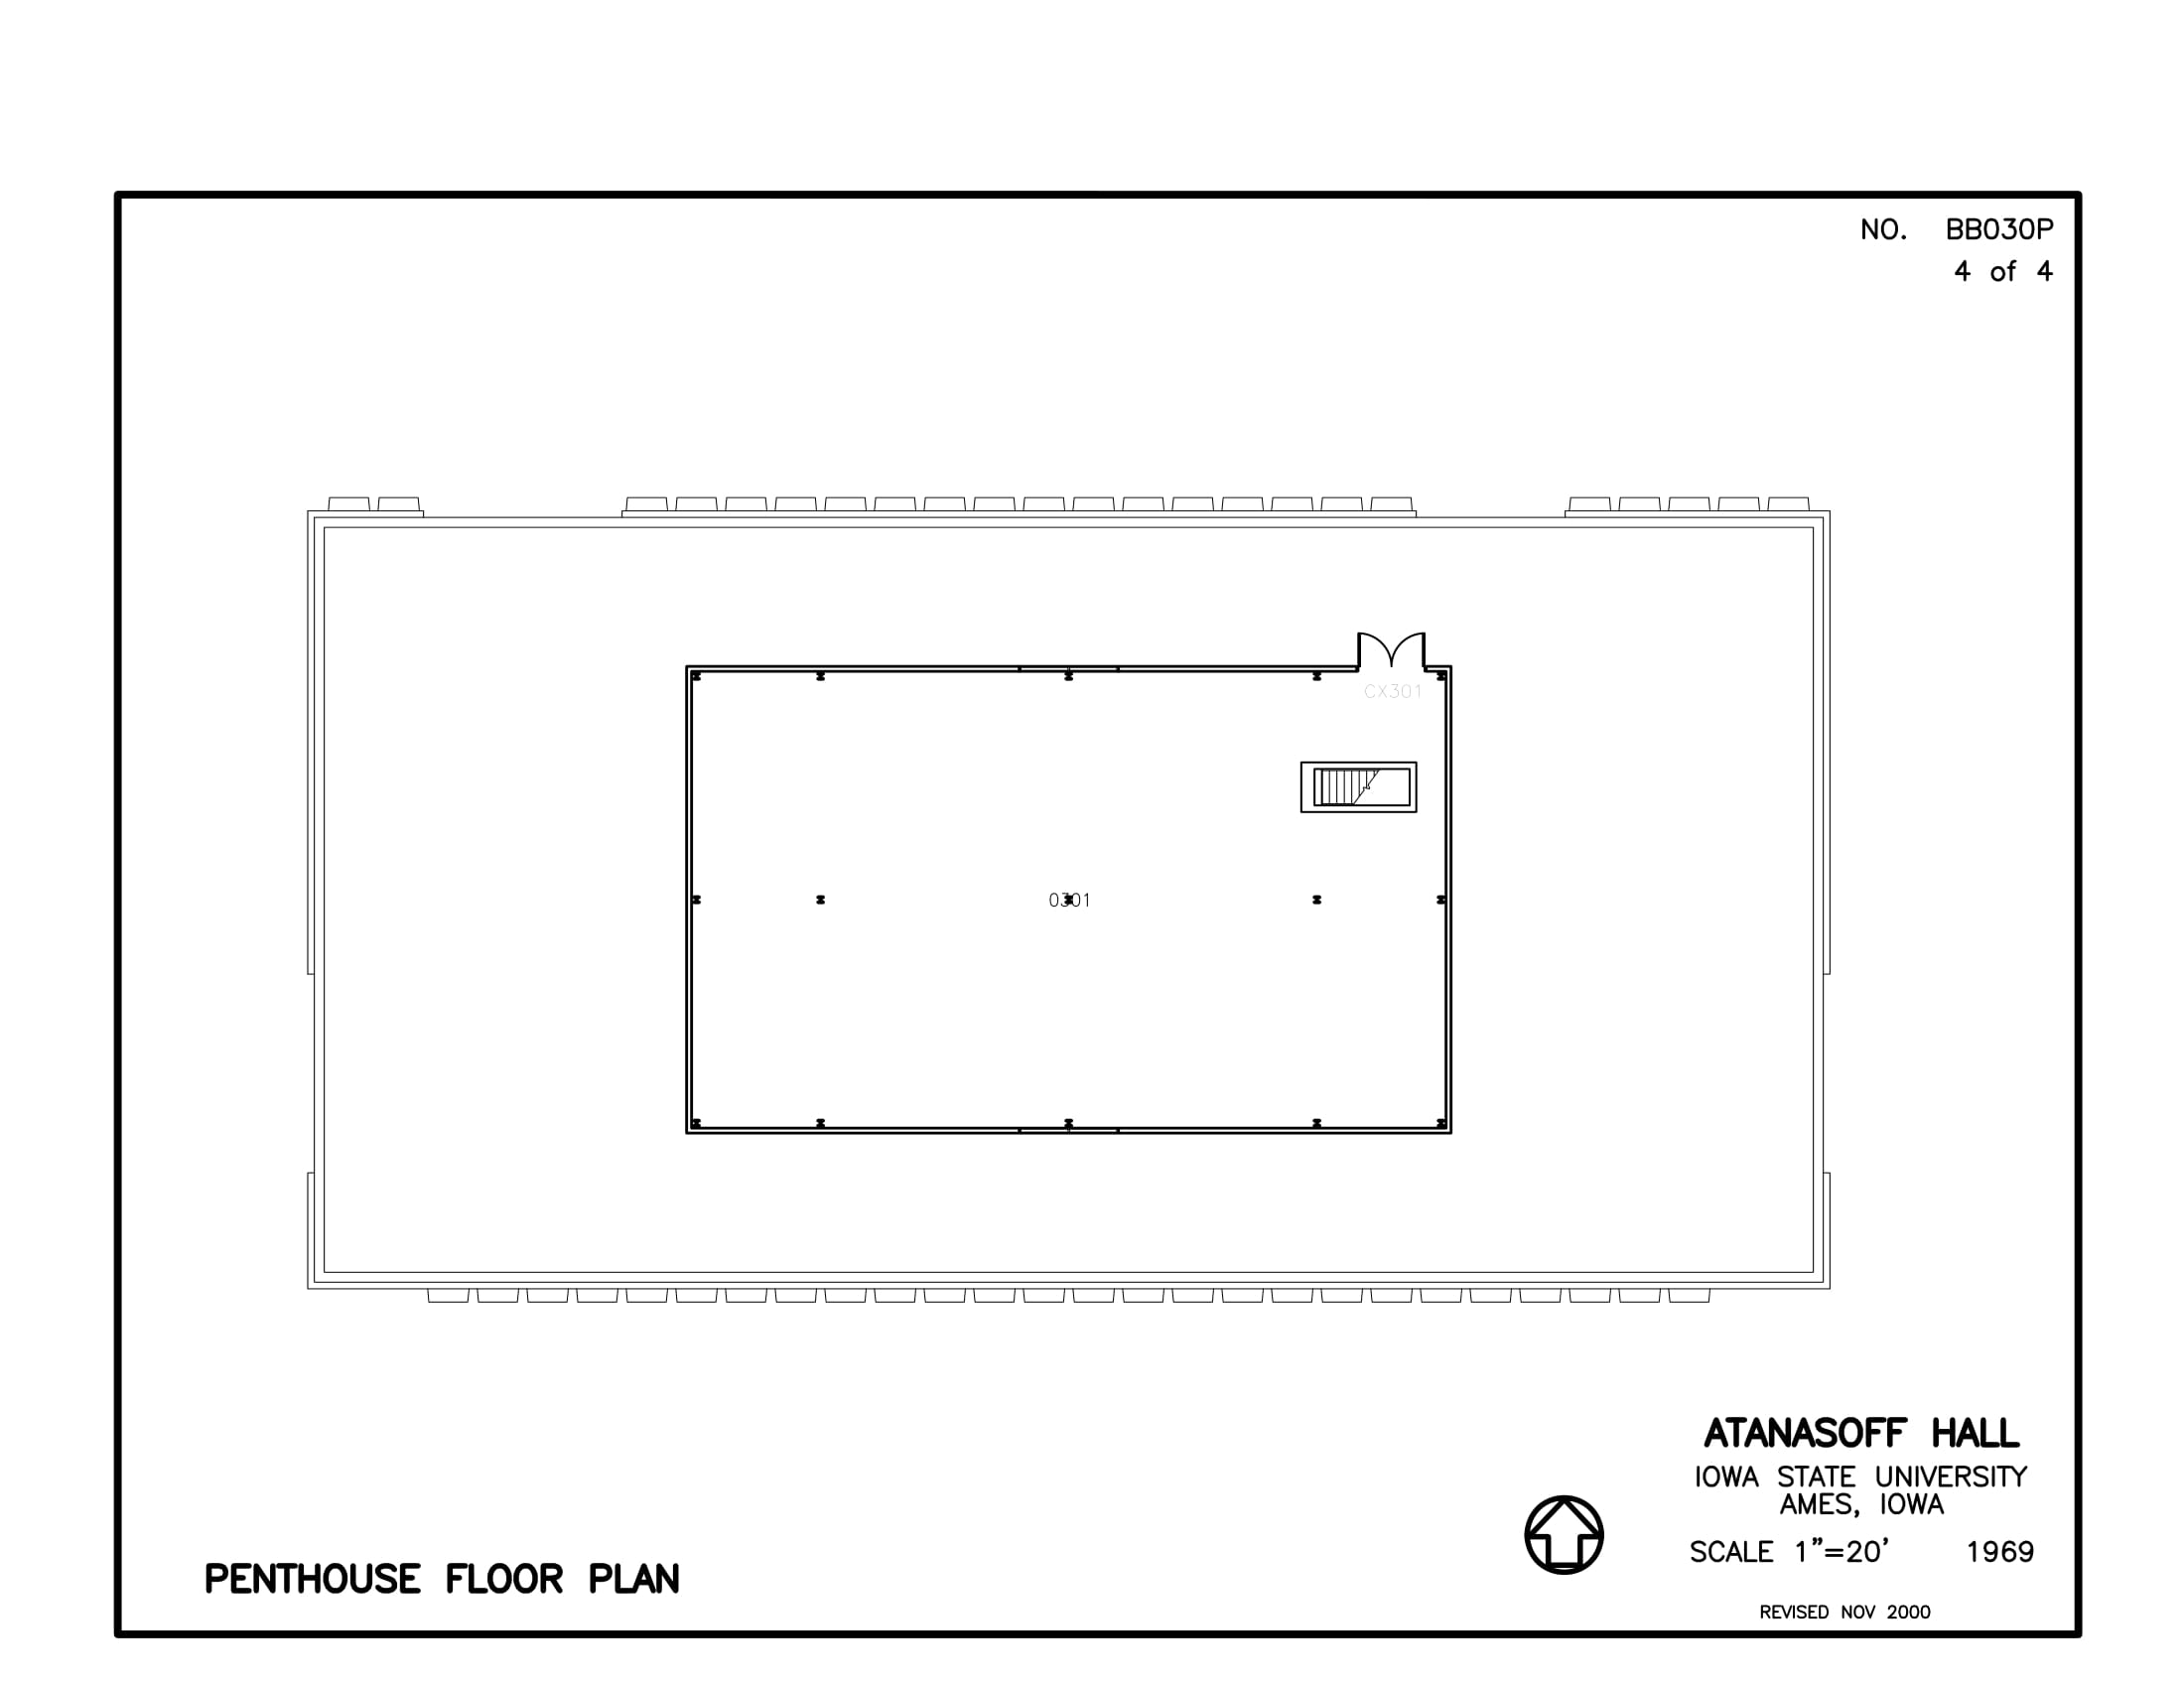 NO. BB030P
4 of 4
CX301
0301
ATANASOFF HALL
IOWA STATE UNIVERSITY
AMES, IOWA
SCALE 1"=20' 1969
PENTHOUSE FLOOR PLAN
REVISED NOV 2000